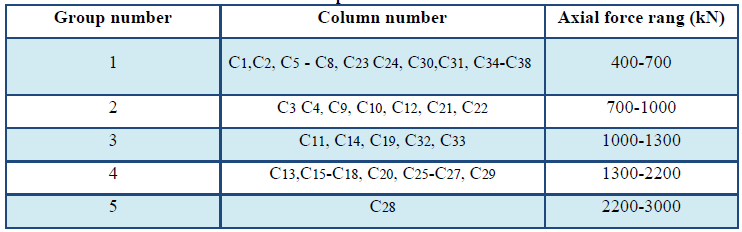 Group number Column number Axial force rang (kN)
1 C1,C2, C5 - C8, C23 C24, C30,C31, C34-C38 400-700
2 C3 C4, C9, C10, C12, C21, C22 700-1000
3 C11, C14, C19, C32, C33 1000-1300
4 C13,C15-C18, C20, C25-C27, C29 1300-2200
5 C28 2200-3000